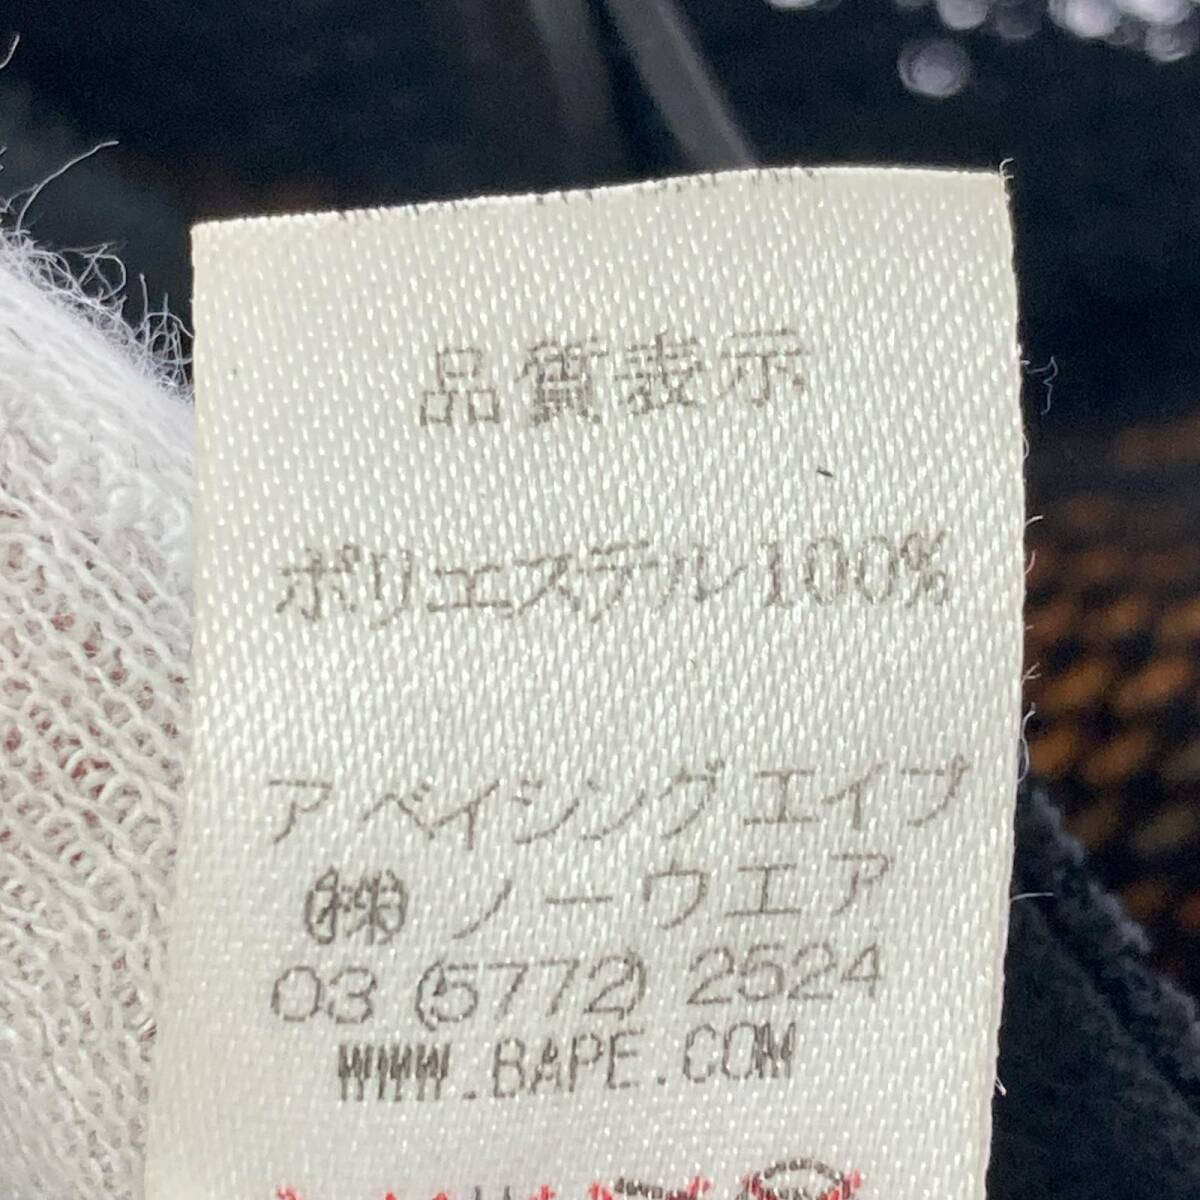 品質表示
ポリエステル100%
アベイシングエイプ
㈱ノーウエア
03 (5772) 2524
WWW.BAPE.COM